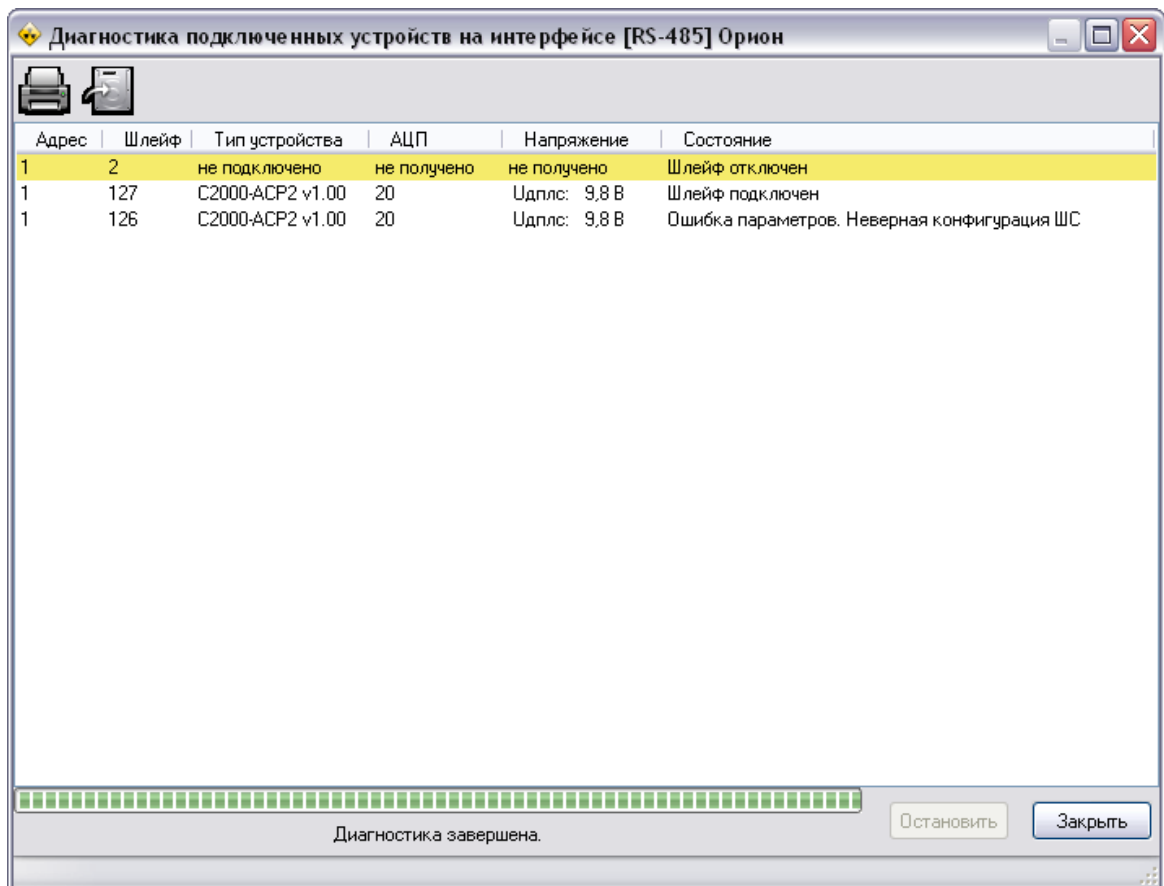 Диагностика подключенных устройств на интерфейсе [RS-485] Орион
Адрес Шлейф Тип устройства АЦП Напряжение Состояние
1 2 не подключено не получено не получено Шлейф отключен
1 127 С2000-АСР2 v1.00 20 Uдплс: 9,8 В Шлейф подключен
1 126 С2000-АСР2 v1.00 20 Uдплс: 9,8 В Ошибка параметров. Неверная конфигурация ШС
Диагностика завершена.
Остановить Закрыть